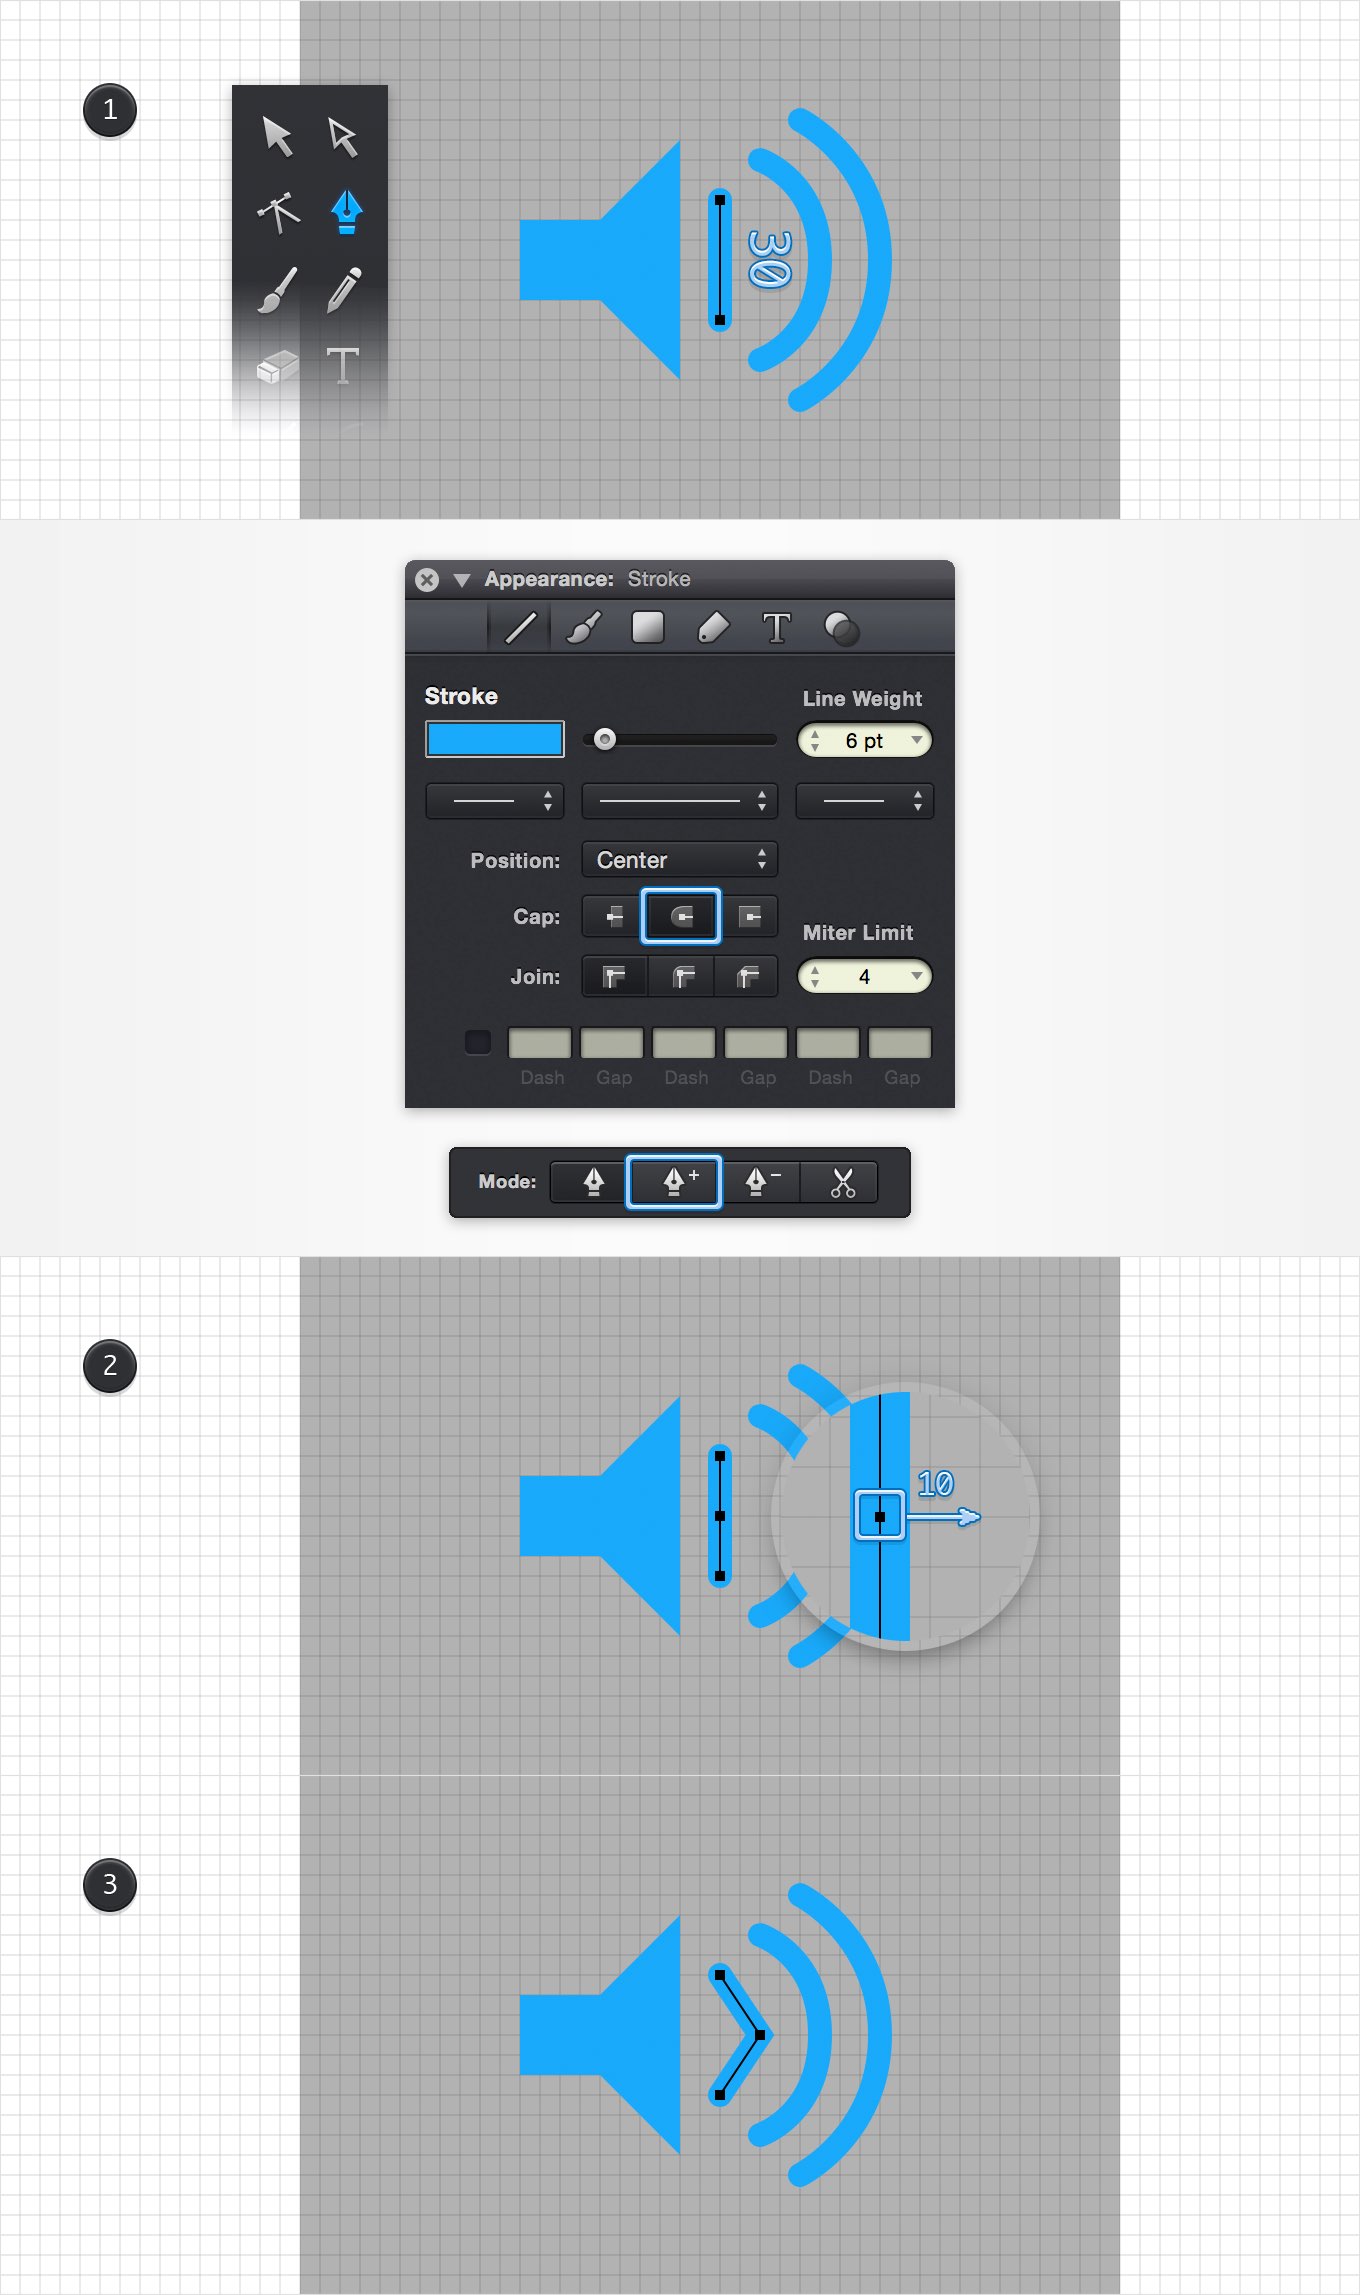 1
30
Appearance: Stroke
Stroke
Line Weight
6 pt
Position: Center
Cap:
Miter Limit
Join:
4
Dash Gap Dash Gap Dash Gap
Mode:
2
10
3